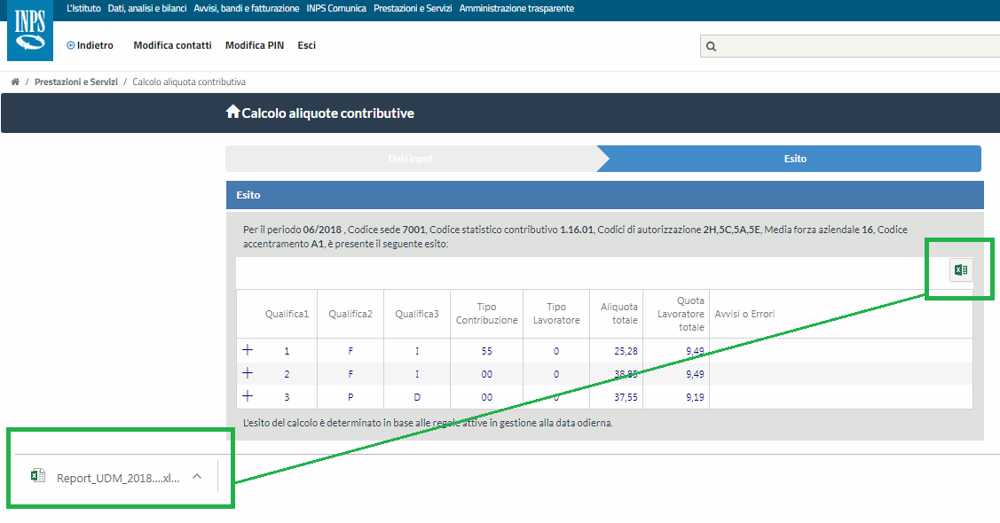 L'Istituto Dati, analisi e bilanci Avvisi, bandi e fatturazione INPS Comunica Prestazioni e Servizi Amministrazione trasparente
INPS
Indietro Modifica contatti Modifica PIN Esci
/ Prestazioni e Servizi / Calcolo aliquota contributiva
Calcolo aliquote contributive
Dati input Esito
Esito
Per il periodo 06/2018 , Codice sede 7001, Codice statistico contributivo 1.16.01, Codici di autorizzazione 2H,5C,5A,5E, Media forza aziendale 16, Codice
accentramento A1, è presente il seguente esito:
Qualifica1 Qualifica2 Qualifica3 Tipo Contribuzione Tipo Lavoratore Aliquota totale Quota Lavoratore totale Avvisi o Errori
1 F I 55 0 25,28 9,49
2 F I 00 0 38,85 9,49
3 P D 00 0 37,55 9,19
L'esito del calcolo è determinato in base alle regole attive in gestione alla data odierna.
Report_UDM_2018....xl...